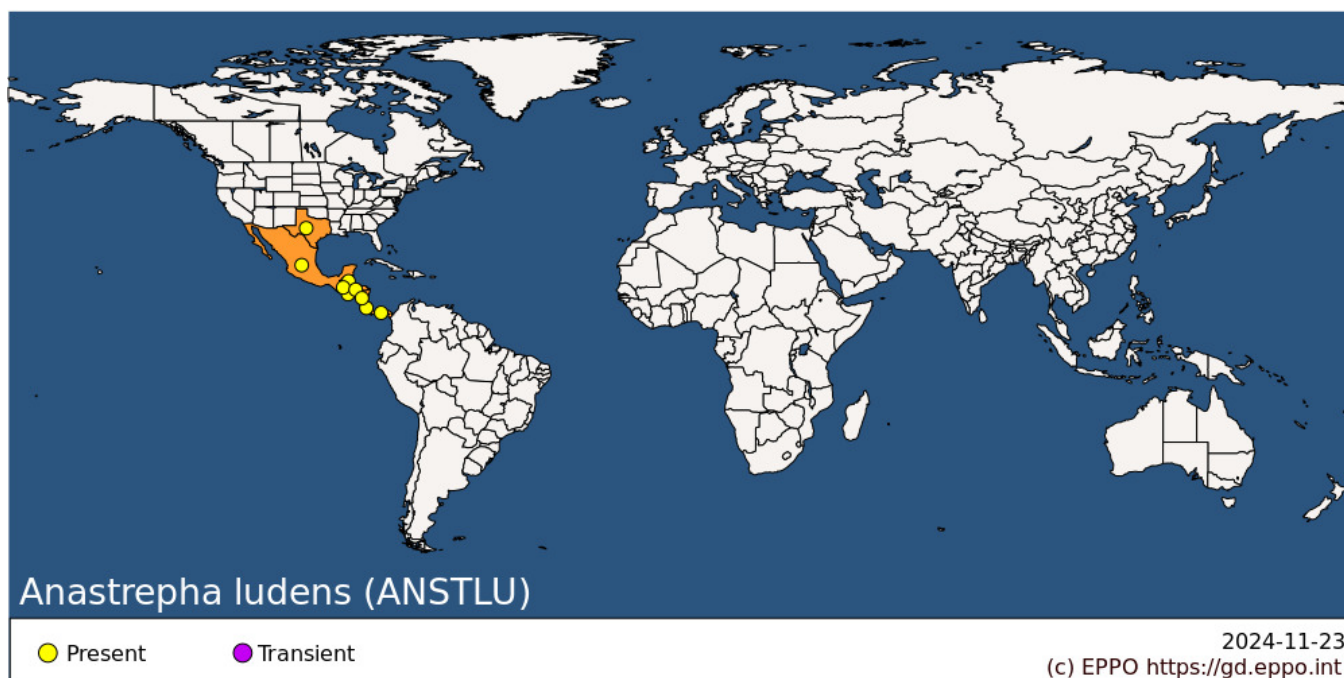 Anastrepha ludens (ANSTLU)
Present
Transient
2024-11-23
(c) EPPO https://gd.eppo.int